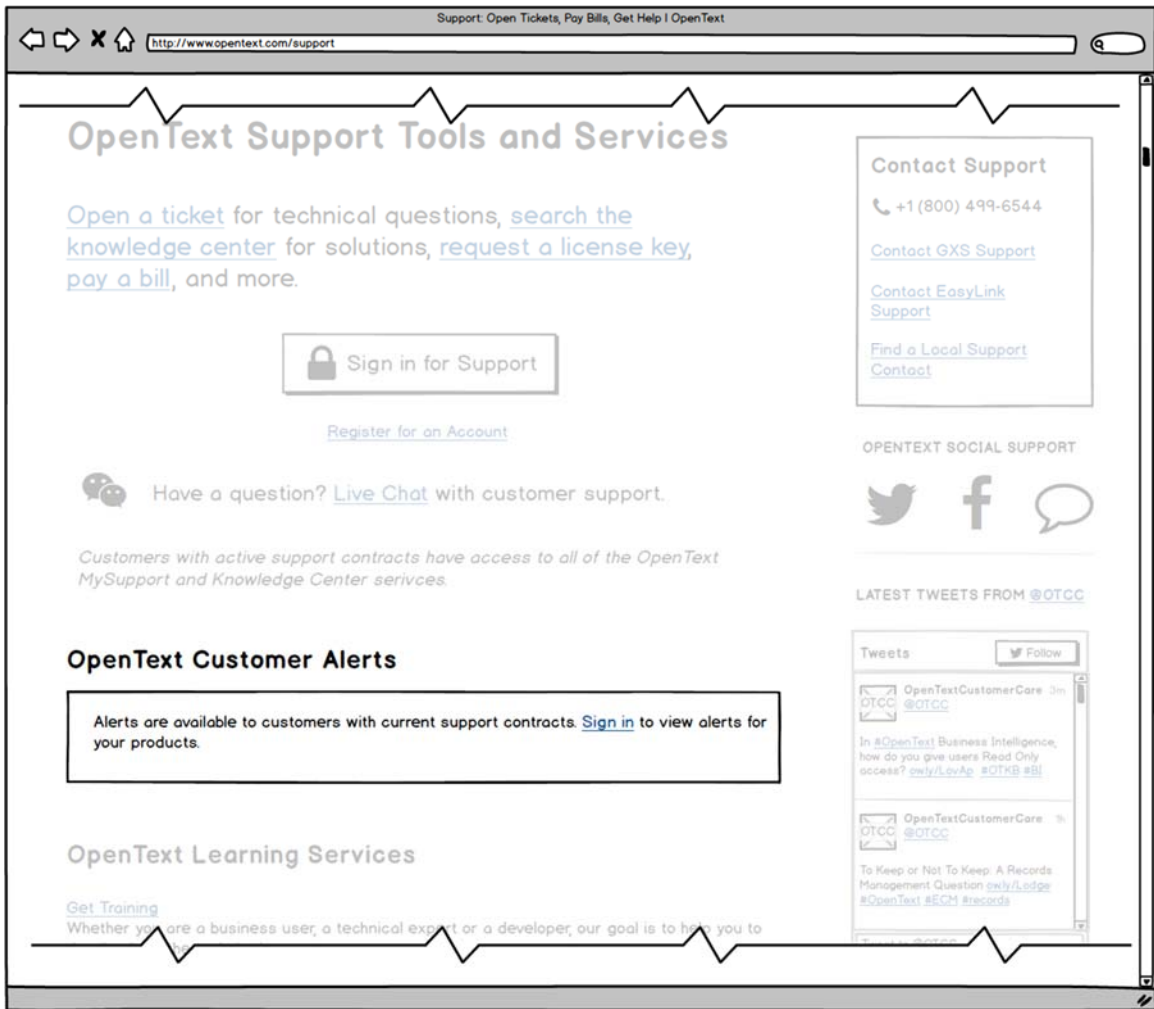 Support: Open Tickets, Pay Bills, Get Help | OpenText
http://www.opentext.com/support
OpenText Support Tools and Services
Open a ticket for technical questions, search the
knowledge center for solutions, request a license key,
pay a bill, and more.
Sign in for Support
Register for an Account
Have a question? Live Chat with customer support.
Customers with active support contracts have access to all of the OpenText
MySupport and Knowledge Center serivces.
OpenText Customer Alerts
Alerts are available to customers with current support contracts. Sign in to view alerts for
your products.
OpenText Learning Services
Get Training
Whether you are a business user, a technical expert or a developer, our goal is to help you to
Contact Support
+1 (800) 499-6544
Contact GXS Support
Contact EasyLink
Support
Find a Local Support
Contact
OPENTEXT SOCIAL SUPPORT
LATEST TWEETS FROM @OTCC
Tweets
Follow
OpenTextCustomerCare 3m
OTCC @OTCC
In #OpenText Business Intelligence,
how do you give users Read Only
access? owly/LovAp #OTKB #BI
OpenTextCustomerCare
OTCC @OTCC
To Keep or Not To Keep: A Records
Management Question owly/Lodge
#OpenText #ECM #records